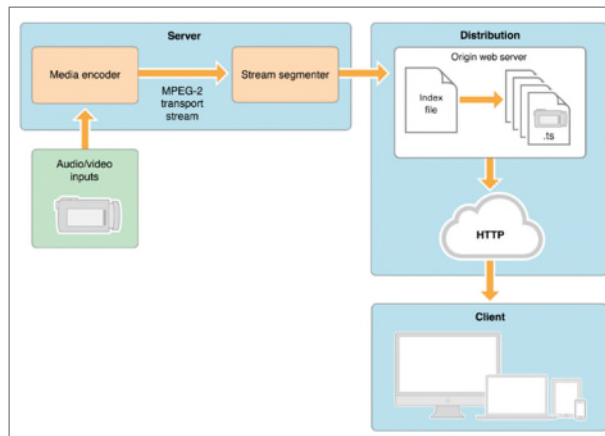 Server
Media encoder
MPEG-2
transport
stream
Stream segmenter
Audio/video
inputs
Distribution
Origin web server
Index
file
.ts
HTTP
Client